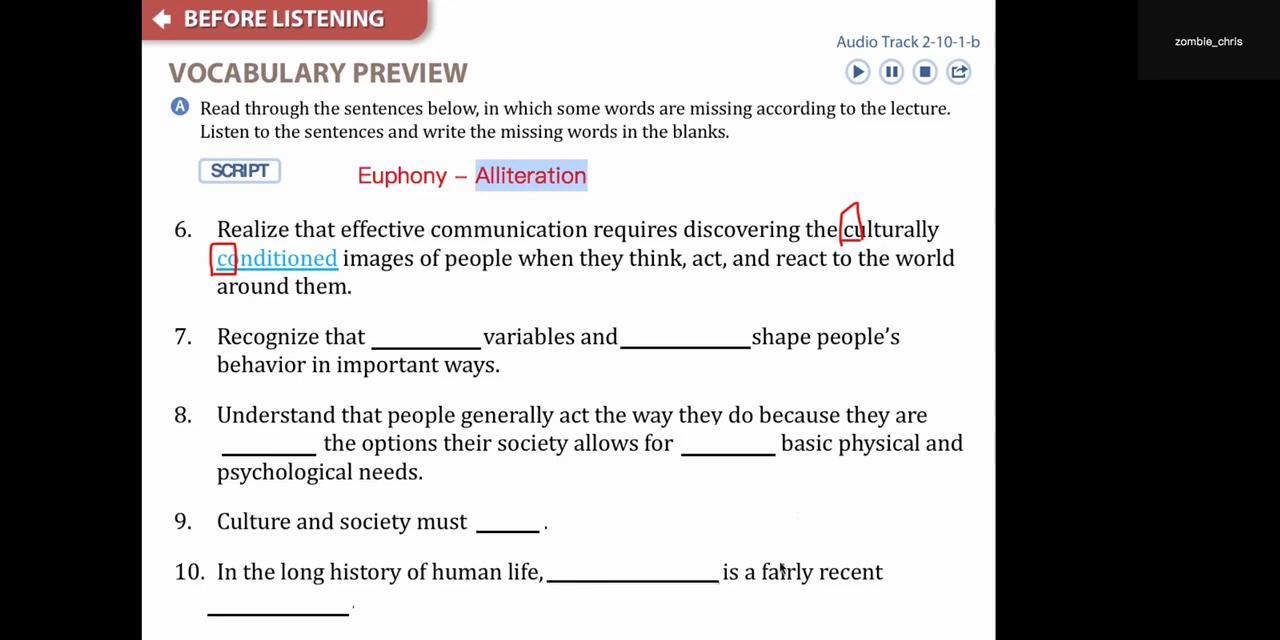 BEFORE LISTENING
zombie_chris
Audio Track 2-10-1-b
VOCABULARY PREVIEW
A Read through the sentences below, in which some words are missing according to the lecture.
Listen to the sentences and write the missing words in the blanks.
SCRIPT
Euphony – Alliteration
6. Realize that effective communication requires discovering the culturally
conditioned images of people when they think, act, and react to the world
around them.
7. Recognize that __________ variables and ____________ shape people's
behavior in important ways.
8. Understand that people generally act the way they do because they are
_________ the options their society allows for _________ basic physical and
psychological needs.
9. Culture and society must ______ .
10. In the long history of human life, ________________ is a fairly recent
_____________.